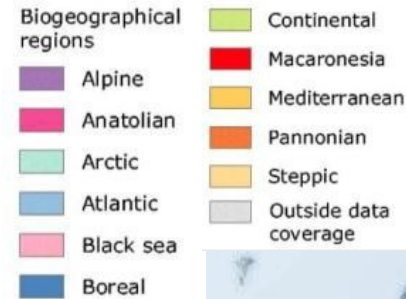 Biogeographical
regions
Alpine
Anatolian
Arctic
Atlantic
Black sea
Boreal
Continental
Macaronesia
Mediterranean
Pannonian
Steppic
Outside data
coverage